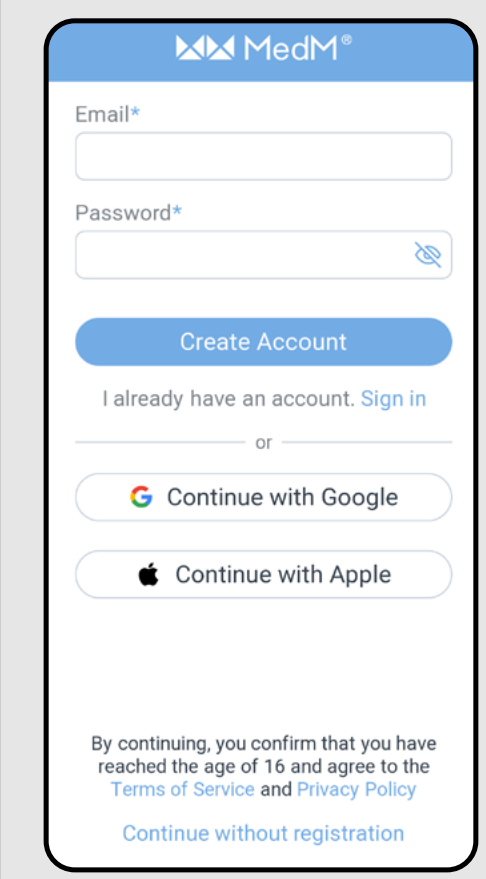 MedM®
Email*
Password*
Create Account
I already have an account. Sign in
or
Continue with Google
Continue with Apple
By continuing, you confirm that you have
reached the age of 16 and agree to the
Terms of Service and Privacy Policy
Continue without registration